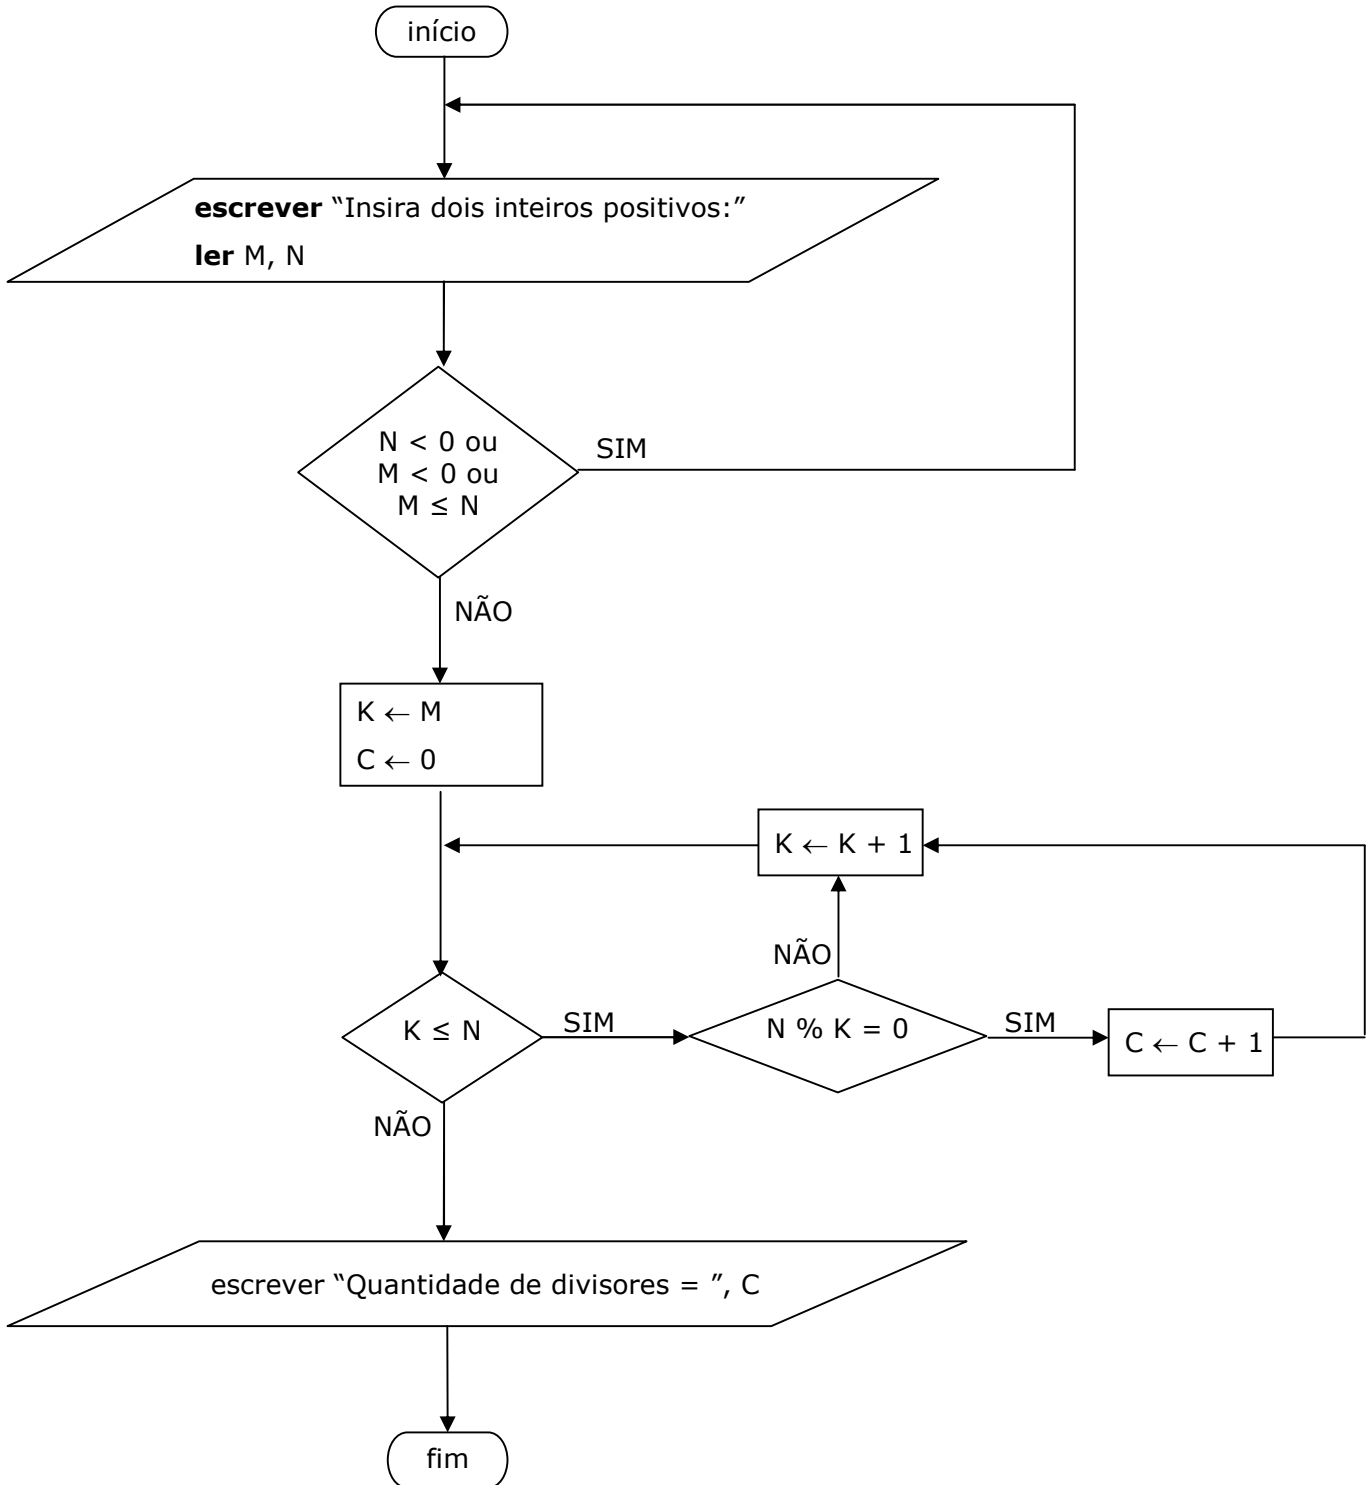 início
escrever “Insira dois inteiros positivos:”
ler M, N
N < 0 ou
M < 0 ou
M ≤ N
SIM
NÃO
K ← M
C ← 0
K ← K + 1
NÃO
K ≤ N
SIM
N % K = 0
SIM
C ← C + 1
NÃO
escrever “Quantidade de divisores = ”, C
fim